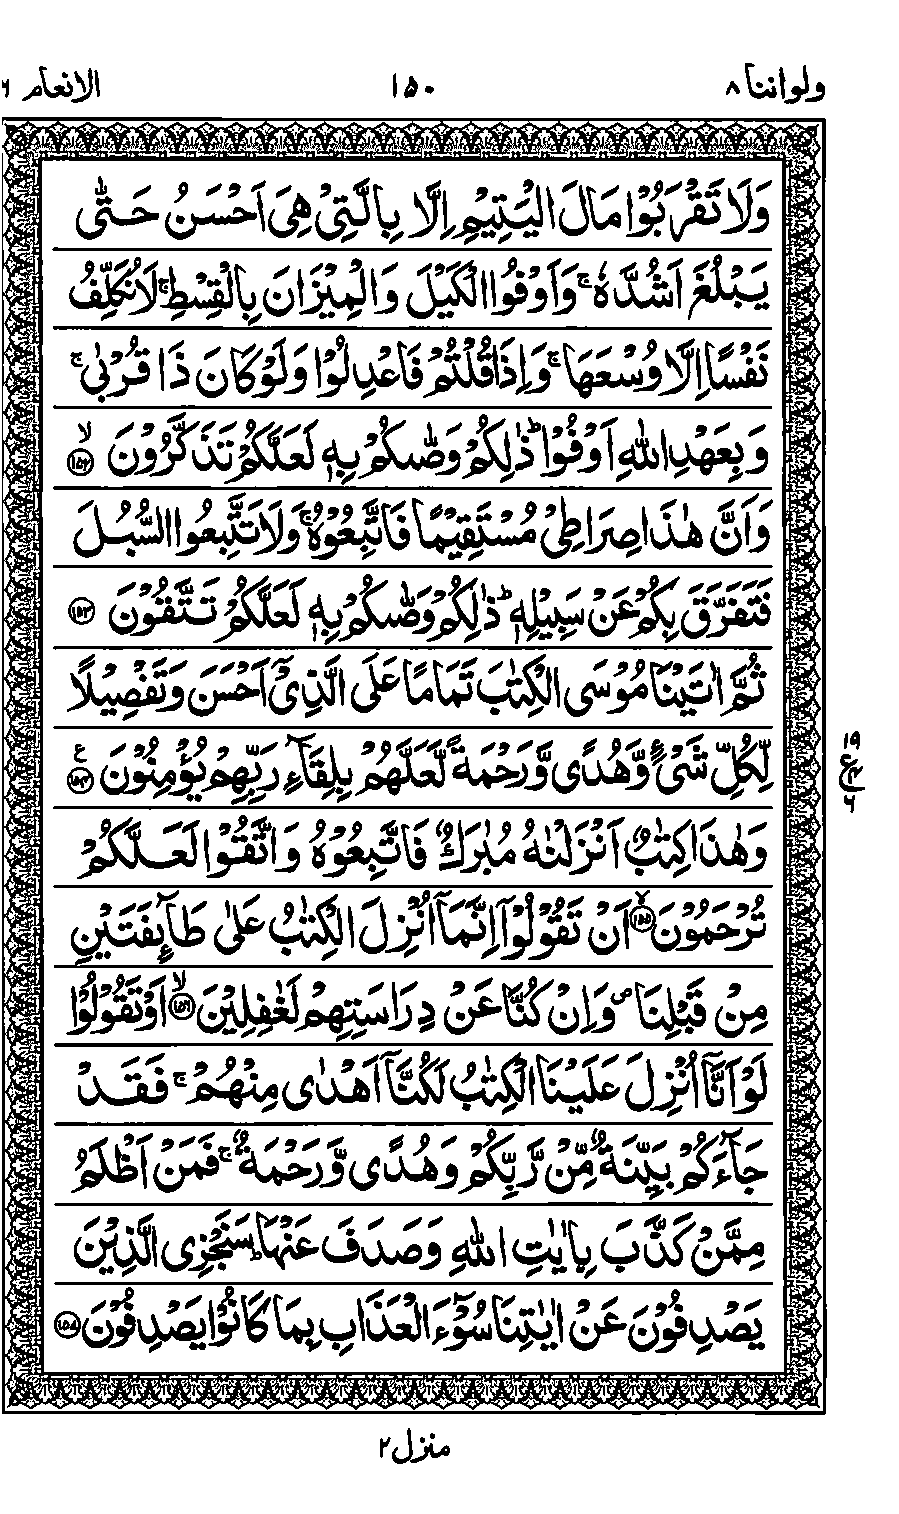 ولواننا ٨ ١٥٠ الانعام ٦
وَلَا تَقْرَبُوْا مَالَ الْيَتِيْمِ اِلَّا بِالَّتِيْ هِيَ اَحْسَنُ حَتّٰى
يَبْلُغَ اَشُدَّهٗ ۚ وَاَوْفُوا الْكَيْلَ وَالْمِيْزَانَ بِالْقِسْطِ ۚ لَا نُكَلِّفُ
نَفْسًا اِلَّا وُسْعَهَا ۚ وَاِذَا قُلْتُمْ فَاعْدِلُوْا وَلَوْ كَانَ ذَا قُرْبٰى ۚ
وَبِعَهْدِ اللّٰهِ اَوْفُوْا ؕ ذٰلِكُمْ وَصّٰىكُمْ بِهٖ لَعَلَّكُمْ تَذَكَّرُوْنَ ۙ ١٥٢
وَاَنَّ هٰذَا صِرَاطِيْ مُسْتَقِيْمًا فَاتَّبِعُوْهُ ۚ وَلَا تَتَّبِعُوا السُّبُلَ
فَتَفَرَّقَ بِكُمْ عَنْ سَبِيْلِهٖ ؕ ذٰلِكُمْ وَصّٰىكُمْ بِهٖ لَعَلَّكُمْ تَتَّقُوْنَ ١٥٣
ثُمَّ اٰتَيْنَا مُوْسَى الْكِتٰبَ تَمَامًا عَلَى الَّذِيْٓ اَحْسَنَ وَتَفْصِيْلًا
لِّكُلِّ شَيْءٍ وَّهُدًى وَّرَحْمَةً لَّعَلَّهُمْ بِلِقَآءِ رَبِّهِمْ يُؤْمِنُوْنَ ١٥٤ ع
١٩ ع ٦
وَهٰذَا كِتٰبٌ اَنْزَلْنٰهُ مُبٰرَكٌ فَاتَّبِعُوْهُ وَاتَّقُوْا لَعَلَّكُمْ
تُرْحَمُوْنَ ١٥٥ اَنْ تَقُوْلُوْٓا اِنَّمَآ اُنْزِلَ الْكِتٰبُ عَلٰى طَآئِفَتَيْنِ
مِنْ قَبْلِنَا ۪ وَاِنْ كُنَّا عَنْ دِرَاسَتِهِمْ لَغٰفِلِيْنَ ۙ ١٥٦ اَوْ تَقُوْلُوْا
لَوْ اَنَّآ اُنْزِلَ عَلَيْنَا الْكِتٰبُ لَكُنَّآ اَهْدٰى مِنْهُمْ ۚ فَقَدْ
جَآءَكُمْ بَيِّنَةٌ مِّنْ رَّبِّكُمْ وَهُدًى وَّرَحْمَةٌ ۚ فَمَنْ اَظْلَمُ
مِمَّنْ كَذَّبَ بِاٰيٰتِ اللّٰهِ وَصَدَفَ عَنْهَا ؕ سَنَجْزِى الَّذِيْنَ
يَصْدِفُوْنَ عَنْ اٰيٰتِنَا سُوْٓءَ الْعَذَابِ بِمَا كَانُوْا يَصْدِفُوْنَ ١٥٨
منزل ٢